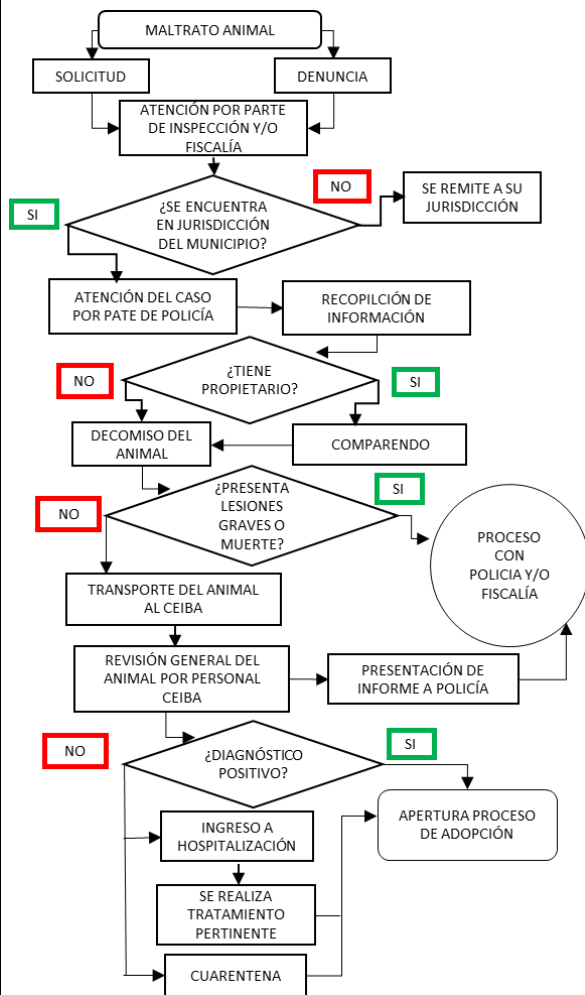 MALTRATO ANIMAL
SOLICITUD
DENUNCIA
ATENCIÓN POR PARTE
DE INSPECCIÓN Y/O
FISCALÍA
NO
SE REMITE A SU
JURISDICCIÓN
SI
¿SE ENCUENTRA
EN JURISDICCIÓN
DEL MUNICIPIO?
ATENCIÓN DEL CASO
POR PATE DE POLICÍA
RECOPILCIÓN DE
INFORMACIÓN
NO
¿TIENE
PROPIETARIO?
SI
DECOMISO DEL
ANIMAL
COMPARENDO
NO
¿PRESENTA
LESIONES
GRAVES O
MUERTE?
SI
PROCESO
CON
POLICIA Y/O
FISCALÍA
TRANSPORTE DEL ANIMAL
AL CEIBA
REVISIÓN GENERAL DEL
ANIMAL POR PERSONAL
CEIBA
PRESENTACIÓN DE
INFORME A POLICÍA
NO
¿DIAGNÓSTICO
POSITIVO?
SI
INGRESO A
HOSPITALIZACIÓN
APERTURA PROCESO
DE ADOPCIÓN
SE REALIZA
TRATAMIENTO
PERTINENTE
CUARENTENA